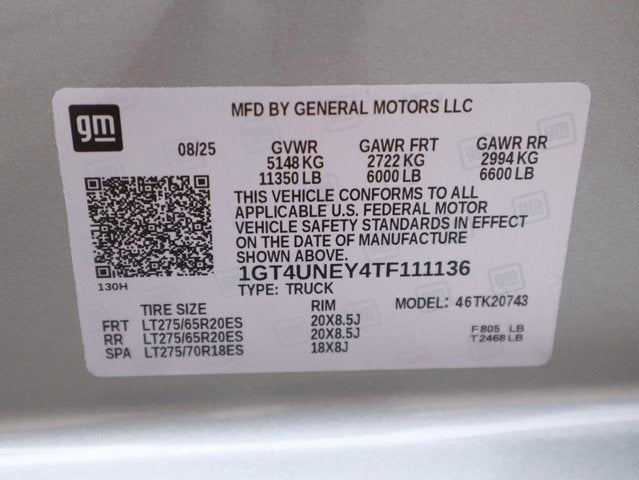 gm
MFD BY GENERAL MOTORS LLC
08/25 GVWR GAWR FRT GAWR RR
5148 KG 2722 KG 2994 KG
11350 LB 6000 LB 6600 LB
THIS VEHICLE CONFORMS TO ALL
APPLICABLE U.S. FEDERAL MOTOR
VEHICLE SAFETY STANDARDS IN EFFECT
ON THE DATE OF MANUFACTURE
SHOWN ABOVE.
130H
1GT4UNEY4TF111136
TYPE: TRUCK
TIRE SIZE RIM MODEL: 46TK20743
FRT LT275/65R20ES 20X8.5J
RR LT275/65R20ES 20X8.5J
SPA LT275/70R18ES 18X8J
F 805 LB
T 2468 LB